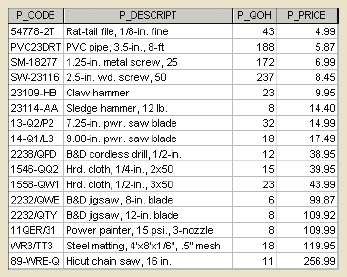 P_CODE P_DESCRIPT P_QOH P_PRICE
54778-2T Rat-tail file, 1/8-in. fine 43 4.99
PVC23DRT PVC pipe, 3.5-in., 8-ft 188 5.87
SM-18277 1.25-in. metal screw, 25 172 6.99
SW-23116 2.5-in. wd. screw, 50 237 8.45
23109-HB Claw hammer 23 9.95
23114-AA Sledge hammer, 12 lb. 8 14.40
13-Q2/P2 7.25-in. pwr. saw blade 32 14.99
14-Q1/L3 9.00-in. pwr. saw blade 18 17.49
2238/QPD B&D cordless drill, 1/2-in. 12 38.95
1546-QQ2 Hrd. cloth, 1/4-in., 2x50 15 39.95
1558-QW1 Hrd. cloth, 1/2-in., 3x50 23 43.99
2232/QWE B&D jigsaw, 8-in. blade 6 99.87
2232/QTY B&D jigsaw, 12-in. blade 8 109.92
11QER/31 Power painter, 15 psi., 3-nozzle 8 109.99
WR3/TT3 Steel matting, 4'x8'x1/6", .5" mesh 18 119.95
89-WRE-Q Hicut chain saw, 16 in. 11 256.99